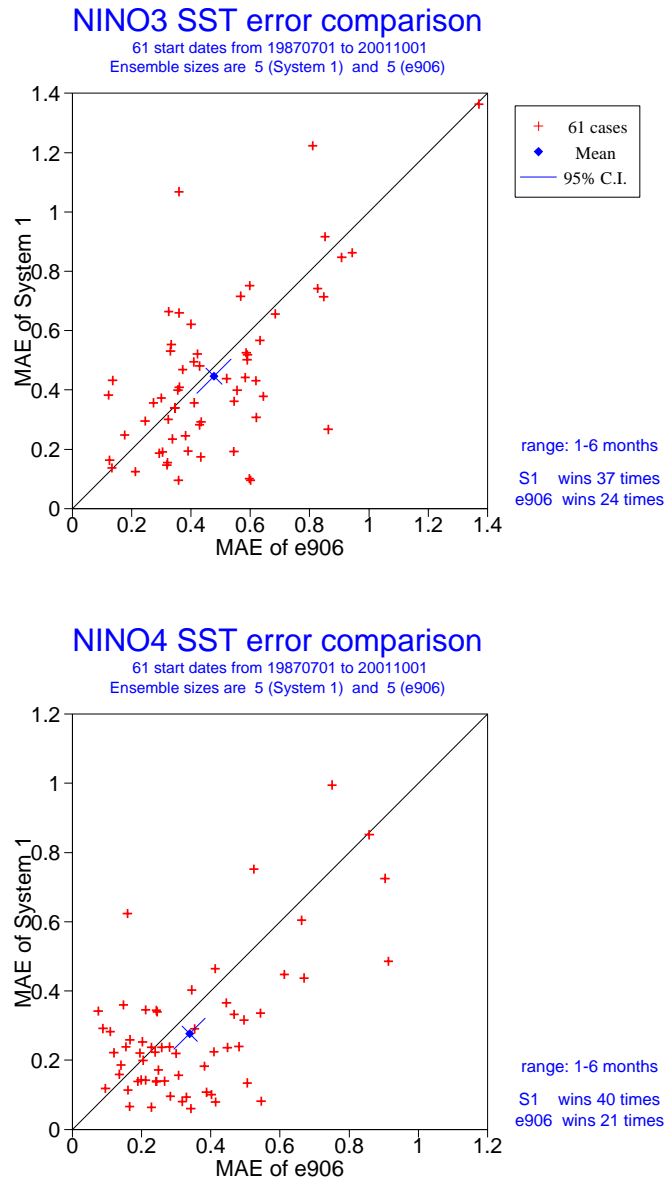 NINO3 SST error comparison
61 start dates from 19870701 to 20011001
Ensemble sizes are 5 (System 1) and 5 (e906)
1.4
1.2
1
0.8
0.6
0.4
0.2
0
MAE of System 1
0 0.2 0.4 0.6 0.8 1 1.2 1.4
MAE of e906
61 cases
Mean
95% C.I.
range: 1-6 months
S1 wins 37 times
e906 wins 24 times
NINO4 SST error comparison
61 start dates from 19870701 to 20011001
Ensemble sizes are 5 (System 1) and 5 (e906)
1.2
1
0.8
0.6
0.4
0.2
0
MAE of System 1
0 0.2 0.4 0.6 0.8 1 1.2
MAE of e906
range: 1-6 months
S1 wins 40 times
e906 wins 21 times